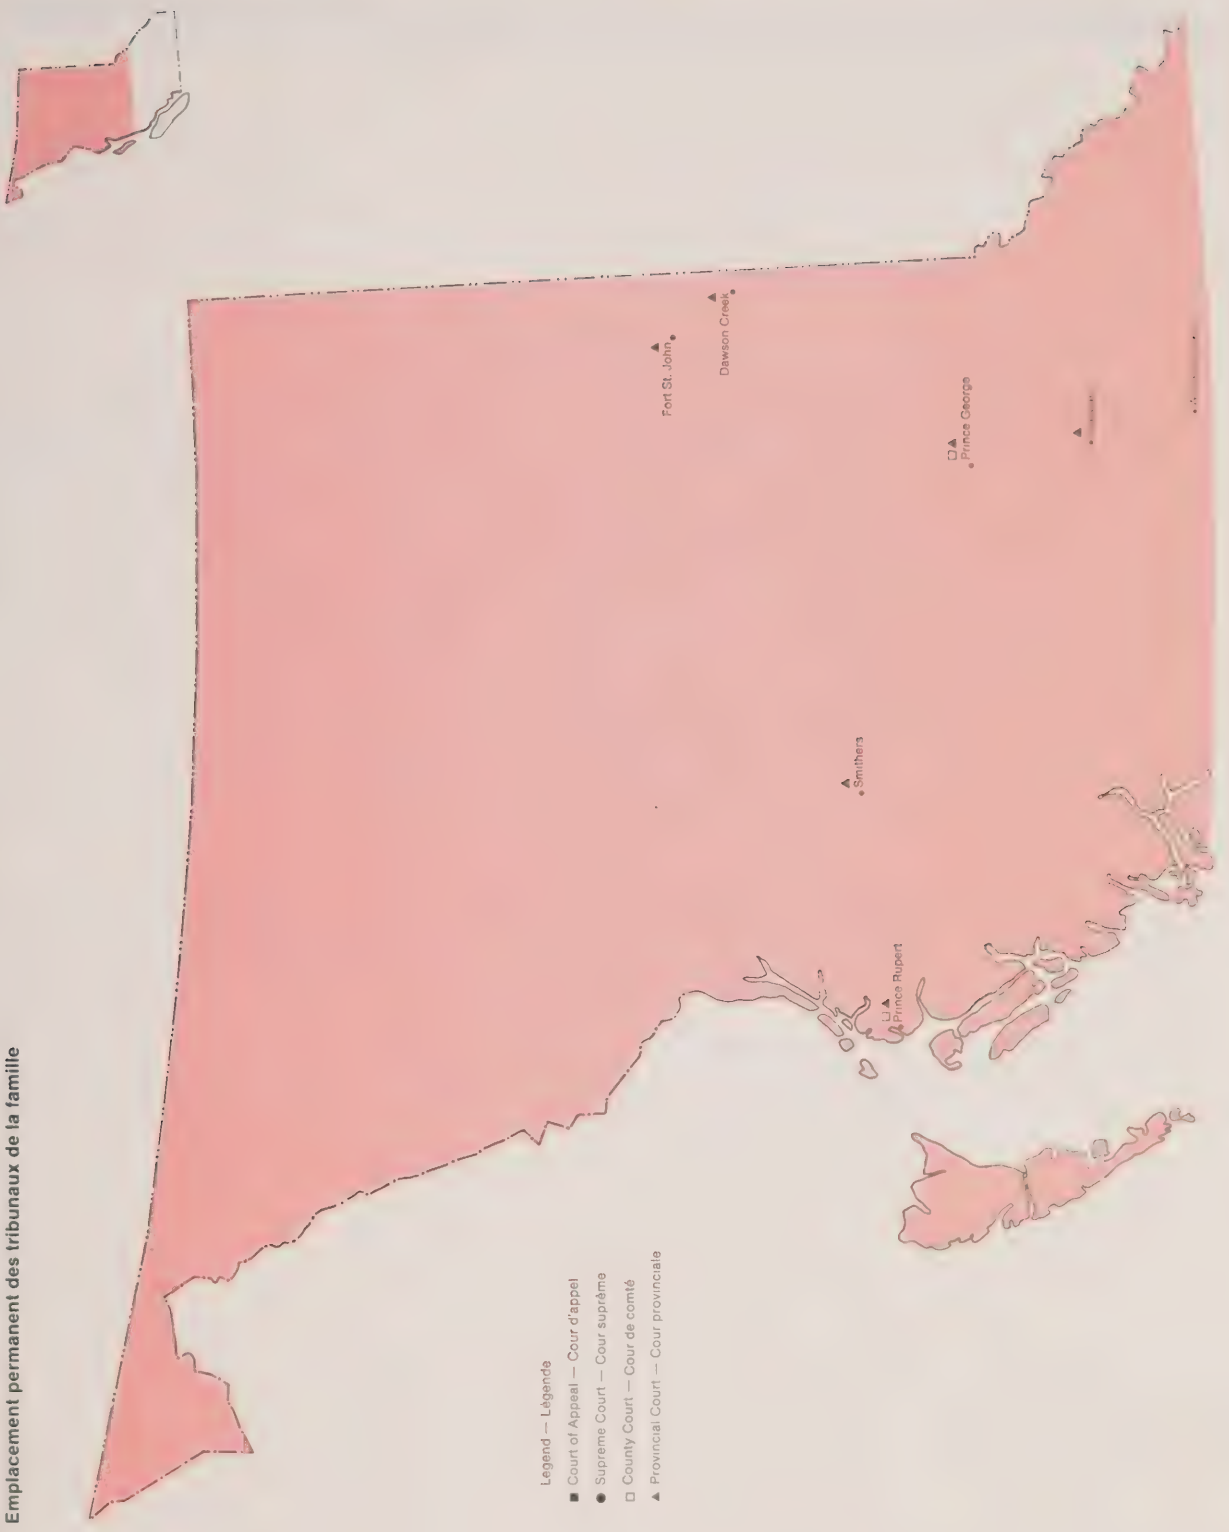 Emplacement permanent des tribunaux de la famille
Fort St. John
Dawson Creek
Prince George
Smithers
Prince Rupert
Legend — Légende
■ Court of Appeal — Cour d'appel
● Supreme Court — Cour suprême
□ County Court — Cour de comté
▲ Provincial Court — Cour provinciale